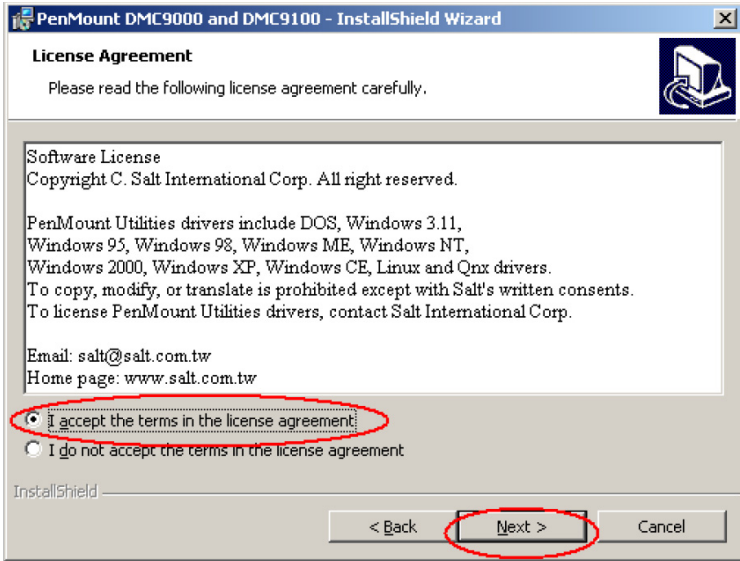 PenMount DMC9000 and DMC9100 - InstallShield Wizard
License Agreement
Please read the following license agreement carefully.
Software License
Copyright C. Salt International Corp. All right reserved.
PenMount Utilities drivers include DOS, Windows 3.11,
Windows 95, Windows 98, Windows ME, Windows NT,
Windows 2000, Windows XP, Windows CE, Linux and Qnx drivers.
To copy, modify, or translate is prohibited except with Salt's written consents.
To license PenMount Utilities drivers, contact Salt International Corp.
Email: salt@salt.com.tw
Home page: www.salt.com.tw
I accept the terms in the license agreement
I do not accept the terms in the license agreement
InstallShield
< Back Next > Cancel